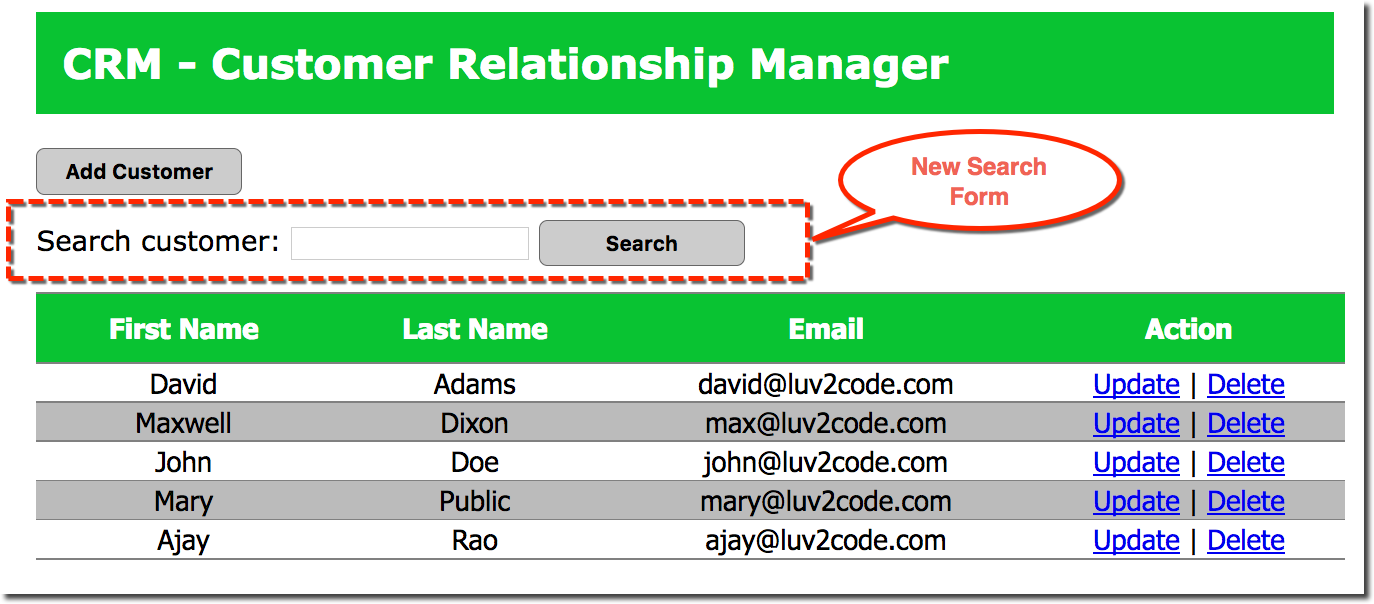 CRM - Customer Relationship Manager
Add Customer
New Search
Form
Search customer: Search
First Name Last Name Email Action
David Adams david@luv2code.com Update | Delete
Maxwell Dixon max@luv2code.com Update | Delete
John Doe john@luv2code.com Update | Delete
Mary Public mary@luv2code.com Update | Delete
Ajay Rao ajay@luv2code.com Update | Delete